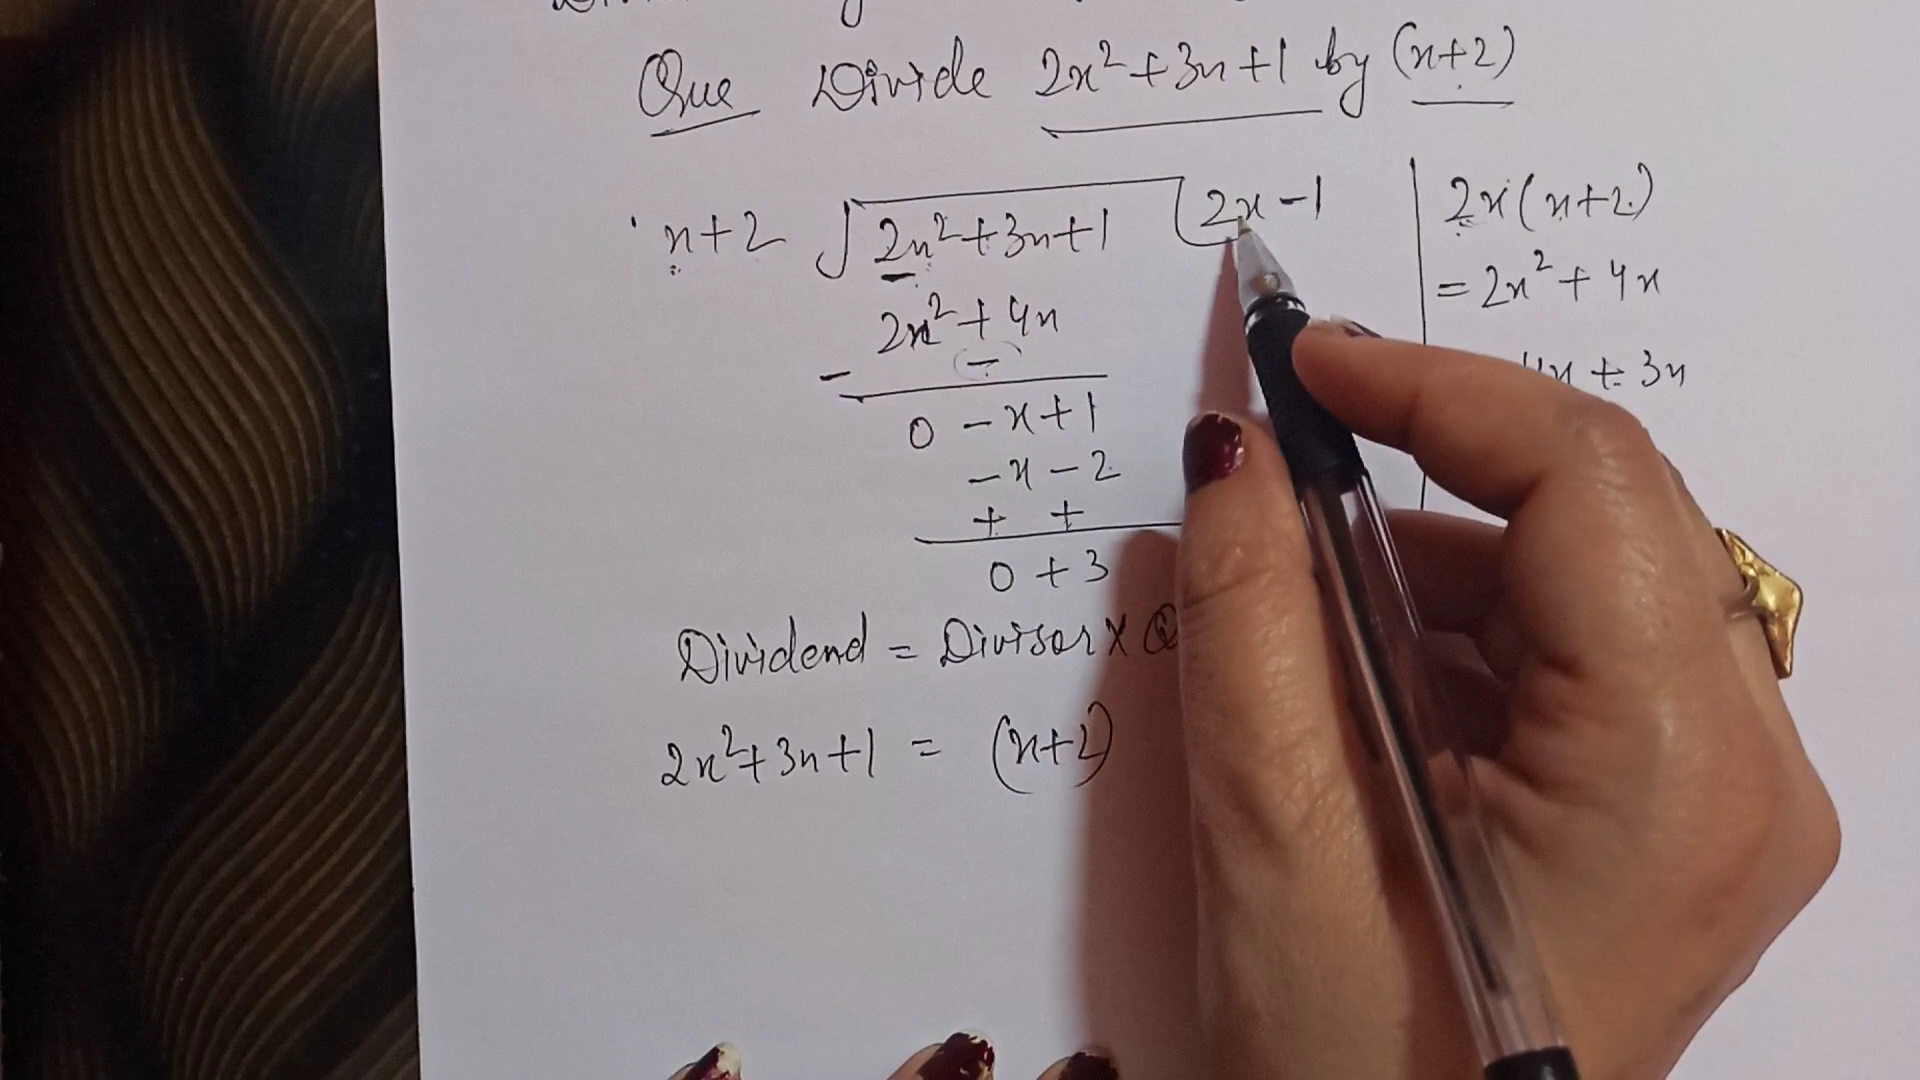 Que Divide 2x²+3x+1 by (x+2)
x+2 √2x²+3x+1 (2x-1
2x²+4x
- -
0 -x+1
-x-2
+ +
0+3
Dividend = Divisor X Q
2x²+3x+1 = (x+2)
2x(x+2)
= 2x²+4x
4x+3x